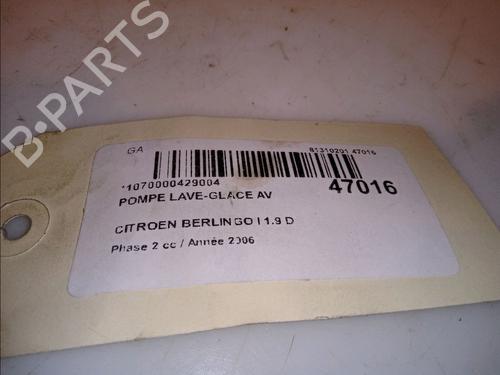 B-PARTS
GA
81310201 47016
*1070000429004
47016
POMPE LAVE-GLACE AV
CITROEN BERLINGO I 1.9 D
Phase 2 cc / Année 2006